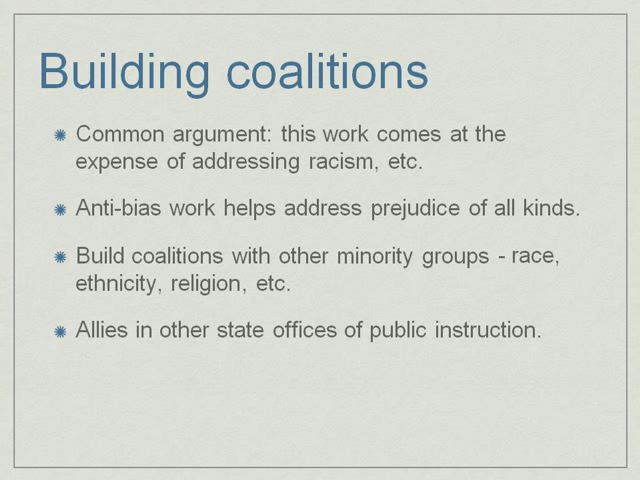 Building coalitions
Common argument: this work comes at the
expense of addressing racism, etc.
Anti-bias work helps address prejudice of all kinds.
Build coalitions with other minority groups - race,
ethnicity, religion, etc.
Allies in other state offices of public instruction.